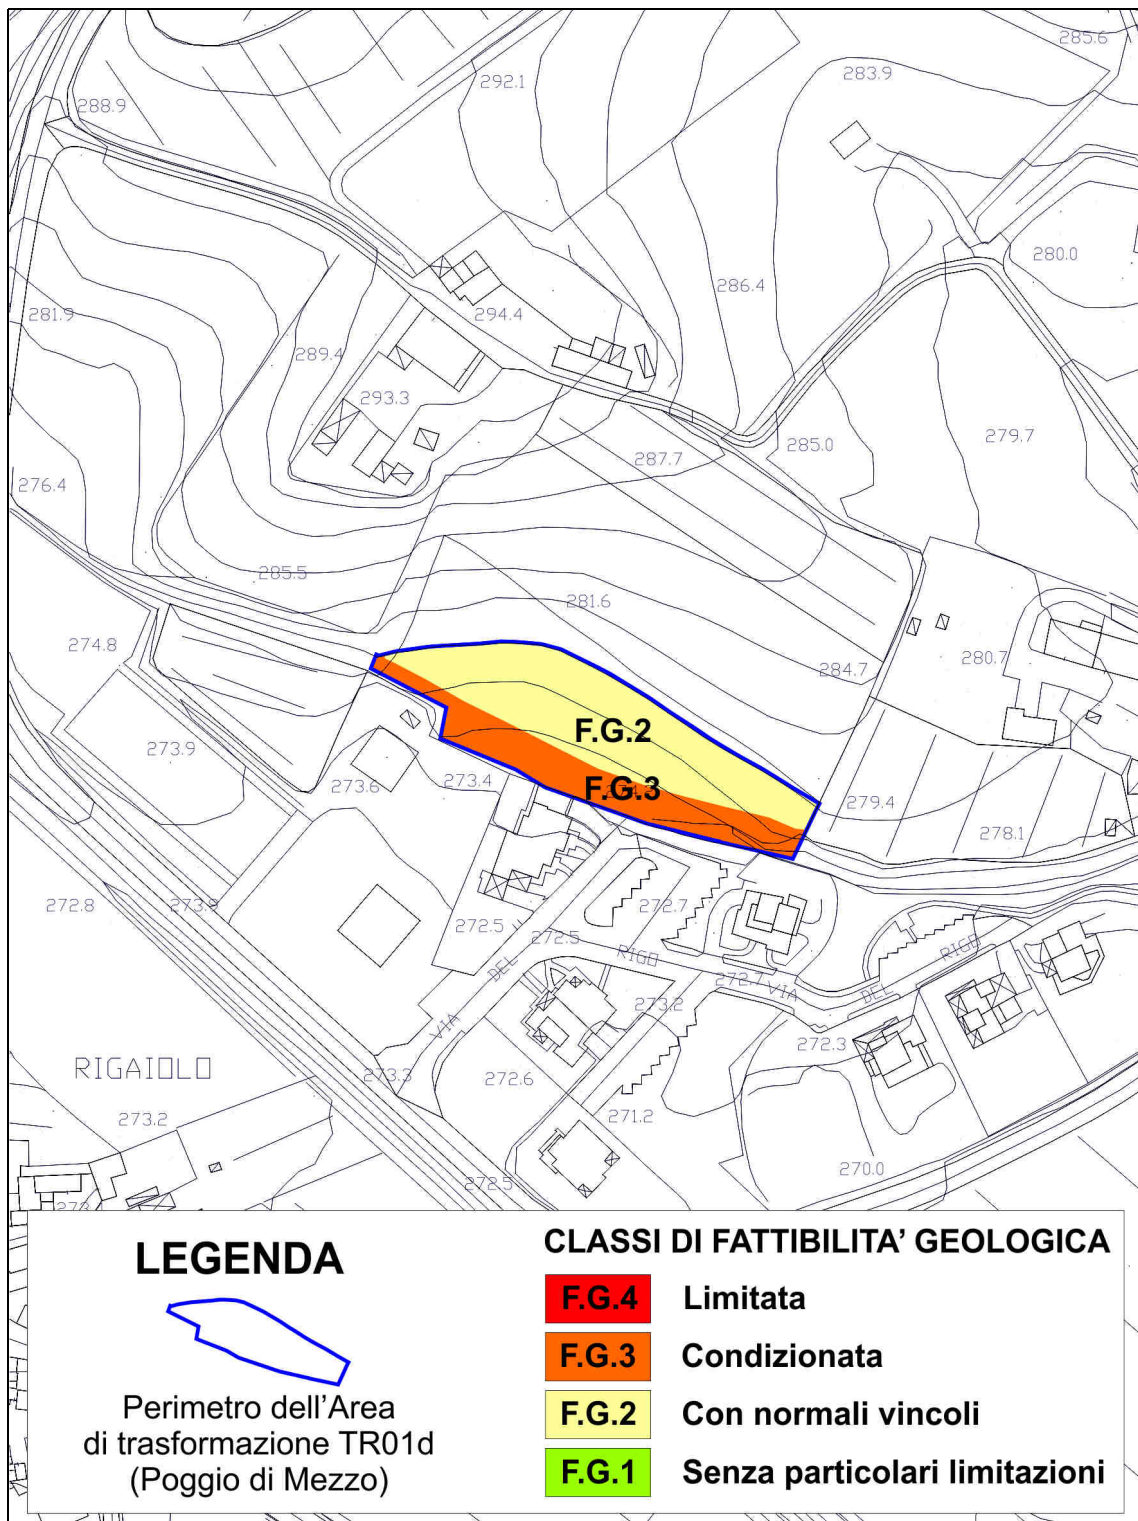 285.6
292.1
283.9
288.9
280.0
286.4
281.9
294.4
289.4
293.3
279.7
285.0
287.7
276.4
285.5
281.6
274.8
280.7
284.7
F.G.2
273.9
273.6
273.4
F.G.3
279.4
278.1
272.8
273.9
272.5
272.7
272.5
VIA DEL RIGO
272.7
VIA DEL RIGO
273.2
272.3
RIGAIOLO
273.3
272.6
273.2
271.2
270.0
272.5
LEGENDA
Perimetro dell'Area
di trasformazione TR01d
(Poggio di Mezzo)
CLASSI DI FATTIBILITA' GEOLOGICA
F.G.4 Limitata
F.G.3 Condizionata
F.G.2 Con normali vincoli
F.G.1 Senza particolari limitazioni